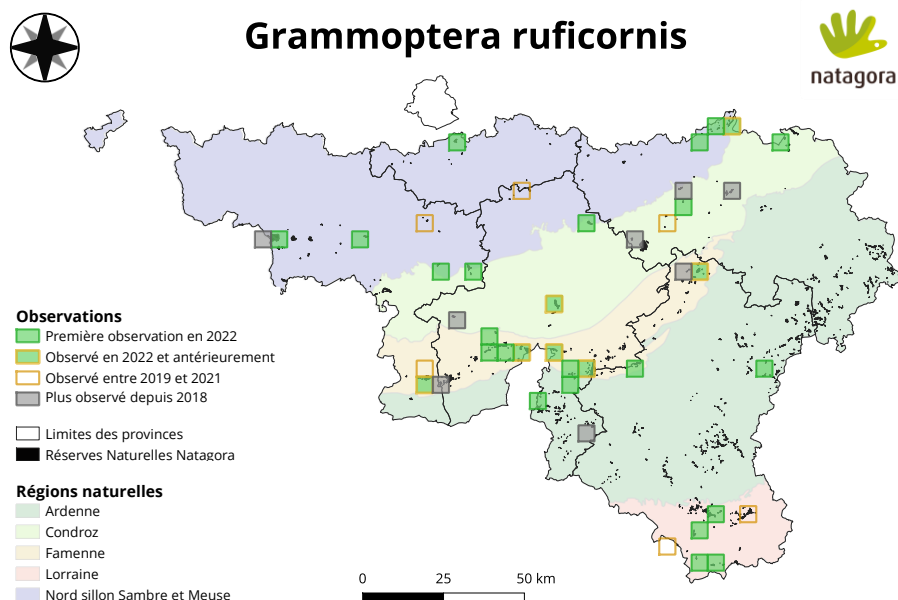 Grammoptera ruficornis
natagora
Observations
Première observation en 2022
Observé en 2022 et antérieurement
Observé entre 2019 et 2021
Plus observé depuis 2018
Limites des provinces
Réserves Naturelles Natagora
Régions naturelles
Ardenne
Condroz
Famenne
Lorraine
Nord sillon Sambre et Meuse
0 25 50 km